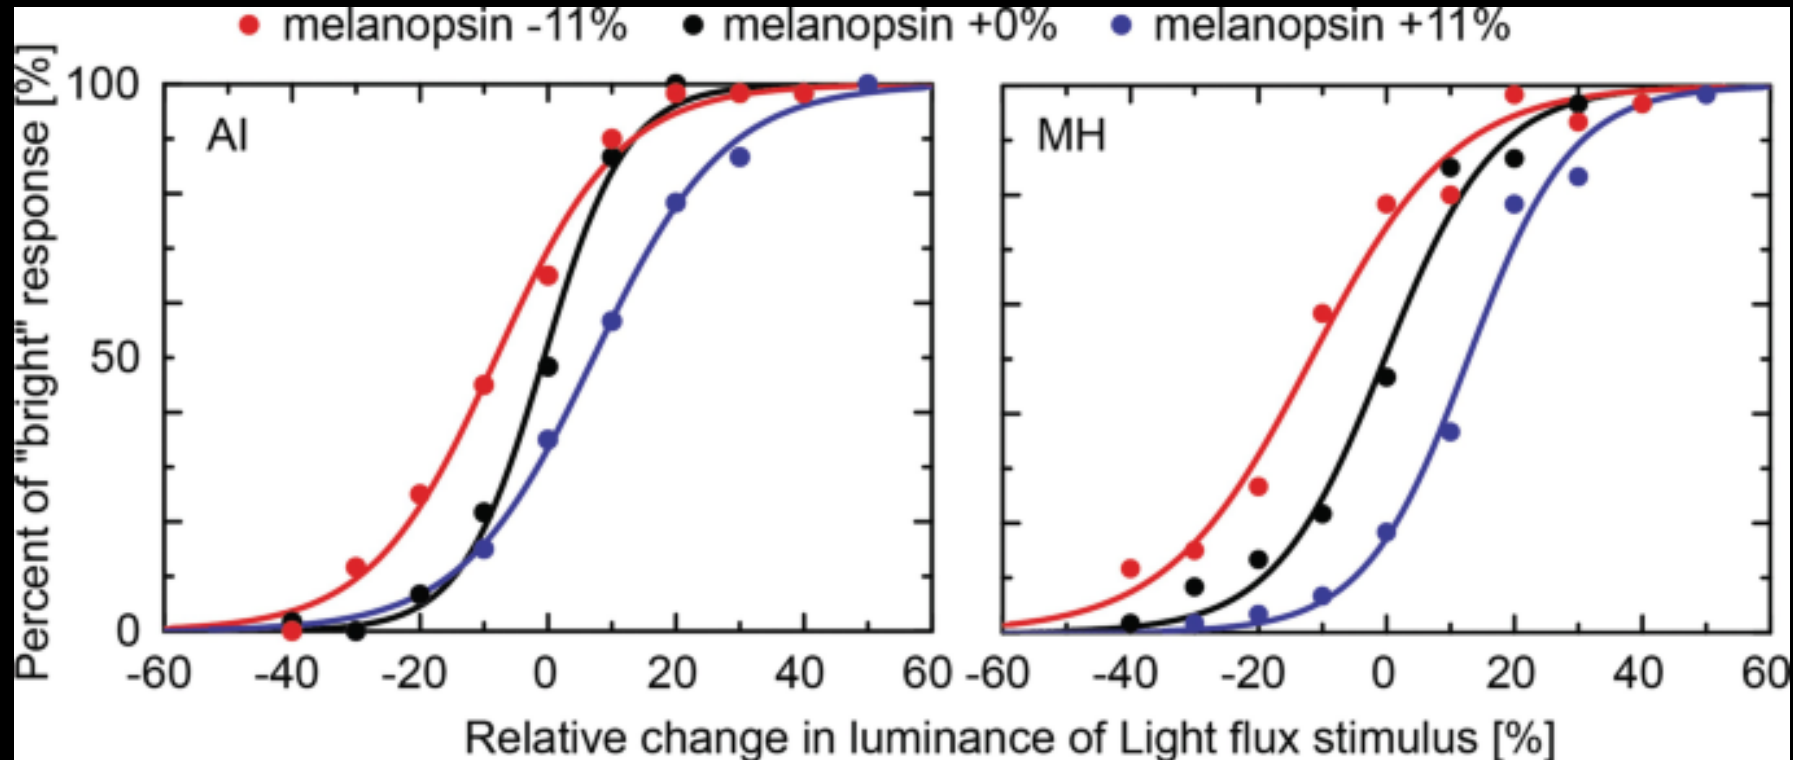 melanopsin -11% melanopsin +0% melanopsin +11%
Percent of "bright" response [%]
100
50
0
AI
MH
-60 -40 -20 0 20 40 60 -60 -40 -20 0 20 40 60
Relative change in luminance of Light flux stimulus [%]